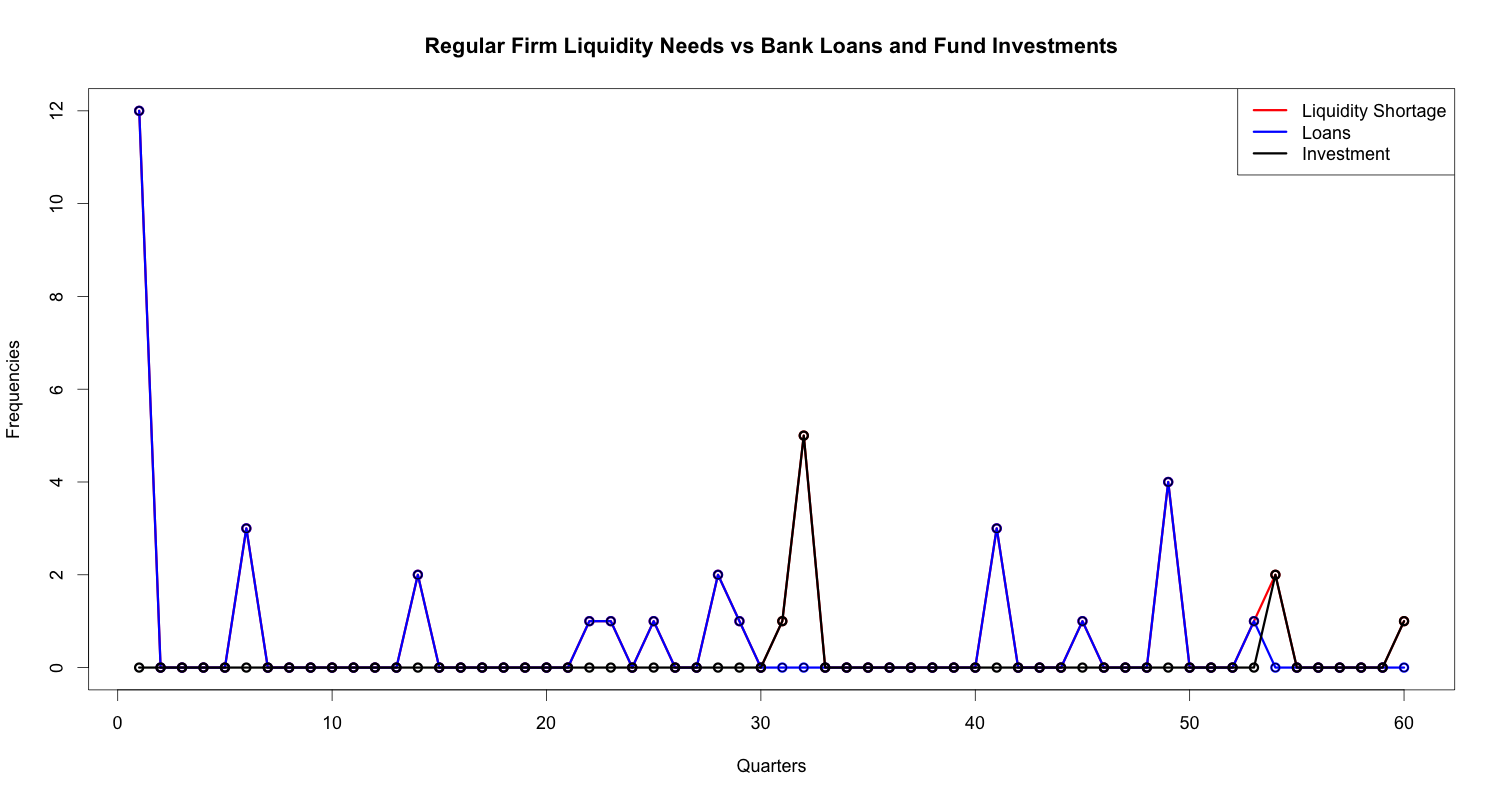 Regular Firm Liquidity Needs vs Bank Loans and Fund Investments
Liquidity Shortage
Loans
Investment
12
10
8
6
4
2
0
Frequencies
0 10 20 30 40 50 60
Quarters